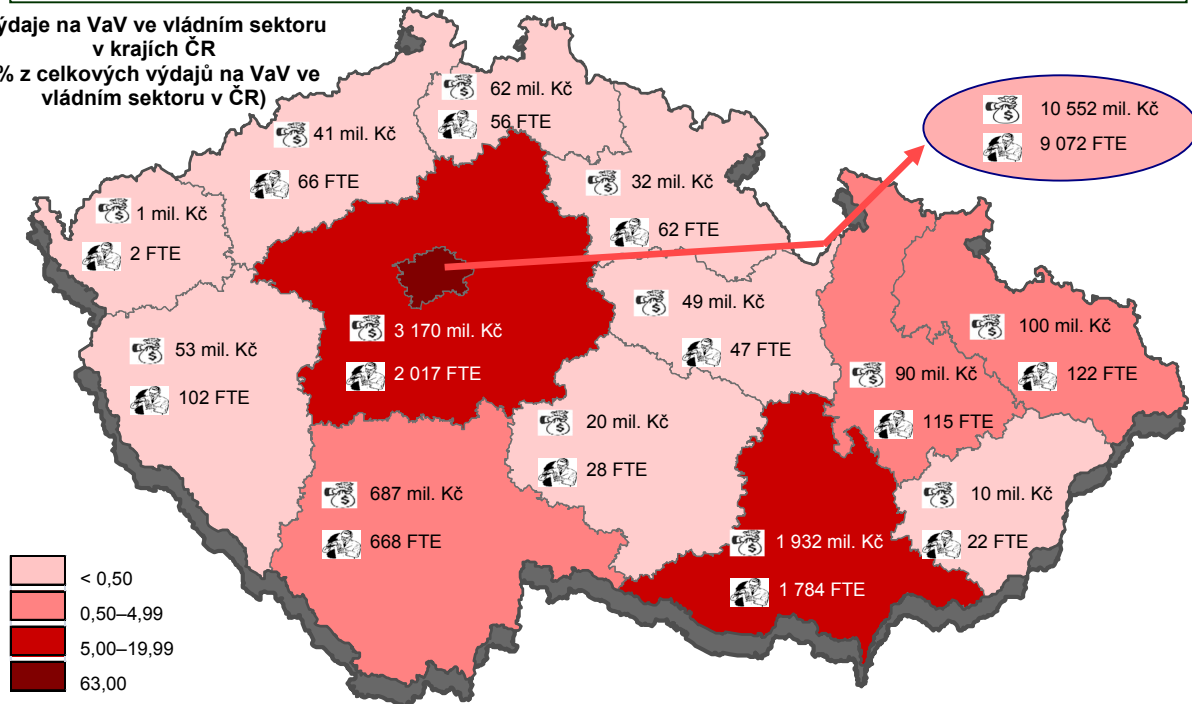 ýdaje na VaV ve vládním sektoru
v krajích ČR
% z celkových výdajů na VaV ve
vládním sektoru v ČR)
62 mil. Kč
56 FTE
10 552 mil. Kč
9 072 FTE
41 mil. Kč
66 FTE
32 mil. Kč
62 FTE
1 mil. Kč
2 FTE
49 mil. Kč
47 FTE
3 170 mil. Kč
2 017 FTE
100 mil. Kč
122 FTE
53 mil. Kč
102 FTE
90 mil. Kč
115 FTE
20 mil. Kč
28 FTE
687 mil. Kč
668 FTE
10 mil. Kč
22 FTE
1 932 mil. Kč
1 784 FTE
< 0,50
0,50–4,99
5,00–19,99
63,00